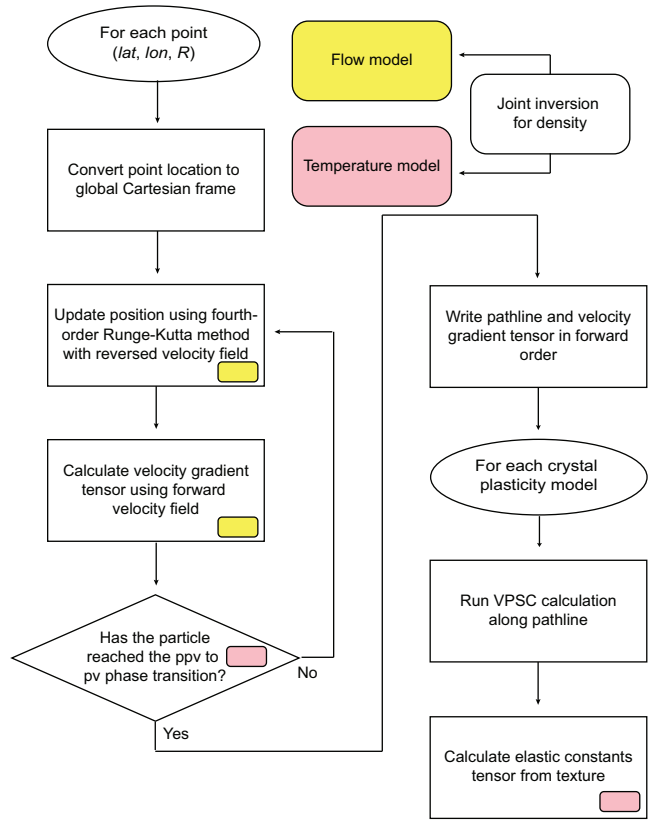 For each point
(lat, lon, R)
Convert point location to
global Cartesian frame
Update position using fourth-
order Runge-Kutta method
with reversed velocity field
Calculate velocity gradient
tensor using forward
velocity field
Has the particle
reached the ppv to
pv phase transition?
No
Yes
Flow model
Joint inversion
for density
Temperature model
Write pathline and velocity
gradient tensor in forward
order
For each crystal
plasticity model
Run VPSC calculation
along pathline
Calculate elastic constants
tensor from texture